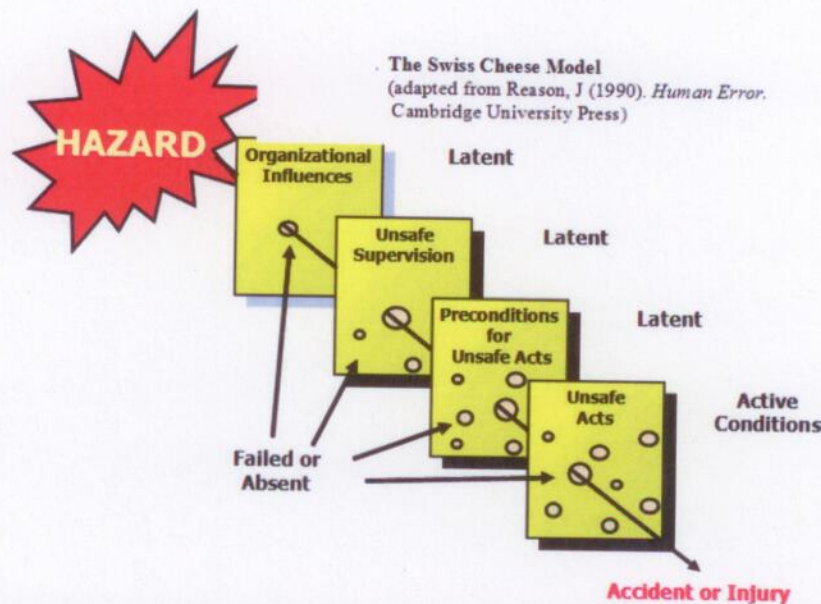 . The Swiss Cheese Model
(adapted from Reason, J (1990). Human Error.
Cambridge University Press)
HAZARD
Organizational
Influences
Latent
Unsafe
Supervision
Latent
Preconditions
for
Unsafe Acts
Latent
Unsafe
Acts
Active
Conditions
Failed or
Absent
Accident or Injury